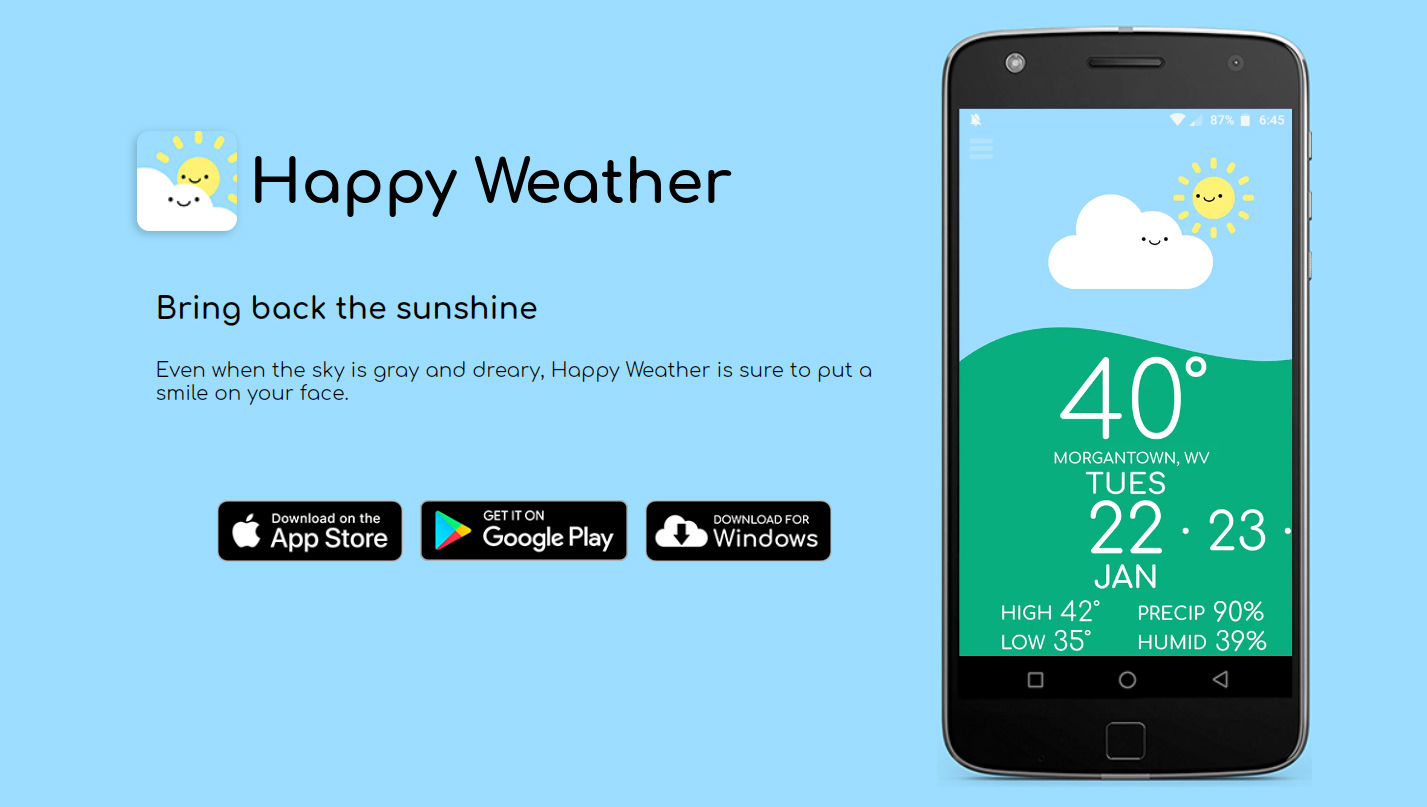 Happy Weather
Bring back the sunshine
Even when the sky is gray and dreary, Happy Weather is sure to put a
smile on your face.
Download on the
App Store
GET IT ON
Google Play
DOWNLOAD FOR
Windows
87% 6:45
40°
MORGANTOWN, WV
TUES
22 · 23 ·
JAN
HIGH 42° PRECIP 90%
LOW 35° HUMID 39%